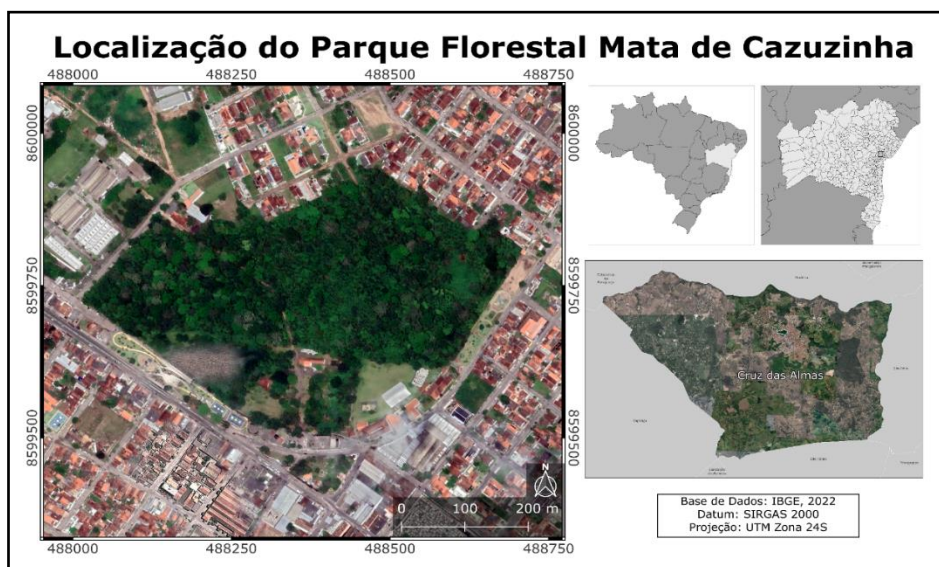 Localização do Parque Florestal Mata de Cazuzinha
488000 488250 488500 488750
8600000 8600000
8599750 8599750
8599500 8599500
N
0 100 200 m
488000 488250 488500 488750
Cruz das Almas
Base de Dados: IBGE, 2022
Datum: SIRGAS 2000
Projeção: UTM Zona 24S